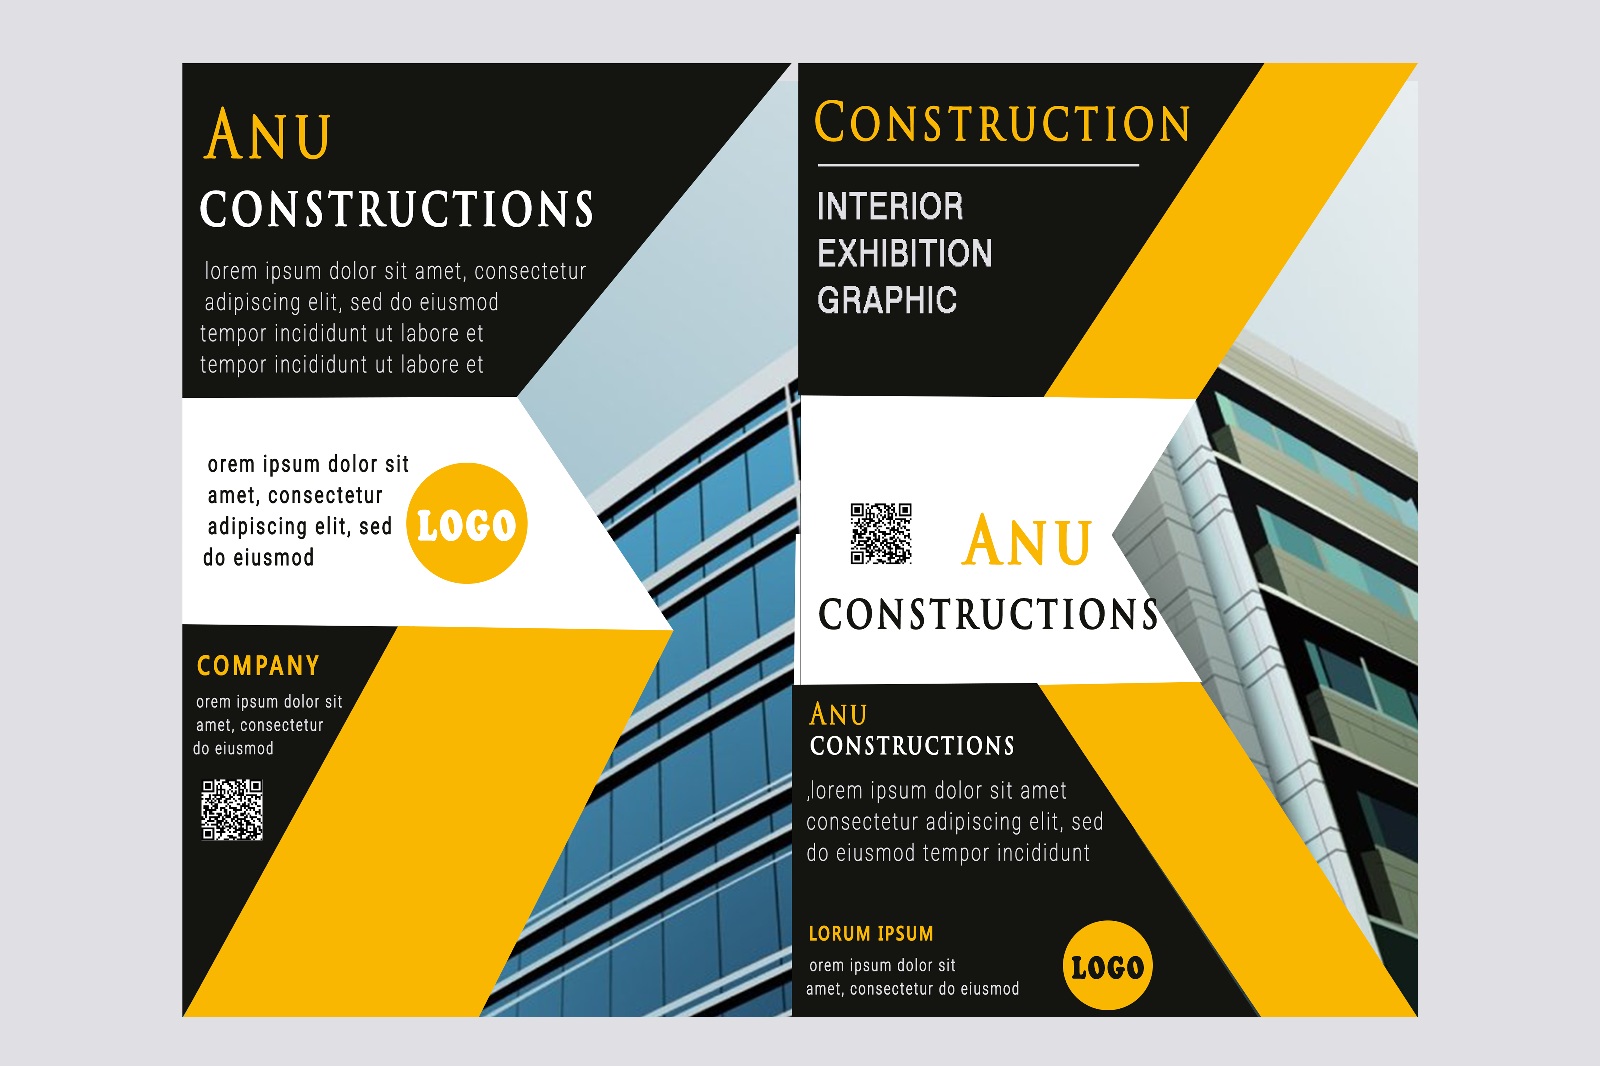 ANU
CONSTRUCTIONS
lorem ipsum dolor sit amet, consectetur
adipiscing elit, sed do eiusmod
tempor incididunt ut labore et
tempor incididunt ut labore et
orem ipsum dolor sit
amet, consectetur
adipiscing elit, sed
do eiusmod
LOGO
COMPANY
orem ipsum dolor sit
amet, consectetur
do eiusmod
CONSTRUCTION
INTERIOR
EXHIBITION
GRAPHIC
ANU
CONSTRUCTIONS
ANU
CONSTRUCTIONS
,lorem ipsum dolor sit amet
consectetur adipiscing elit, sed
do eiusmod tempor incididunt
LORUM IPSUM
orem ipsum dolor sit
amet, consectetur do eiusmod
LOGO